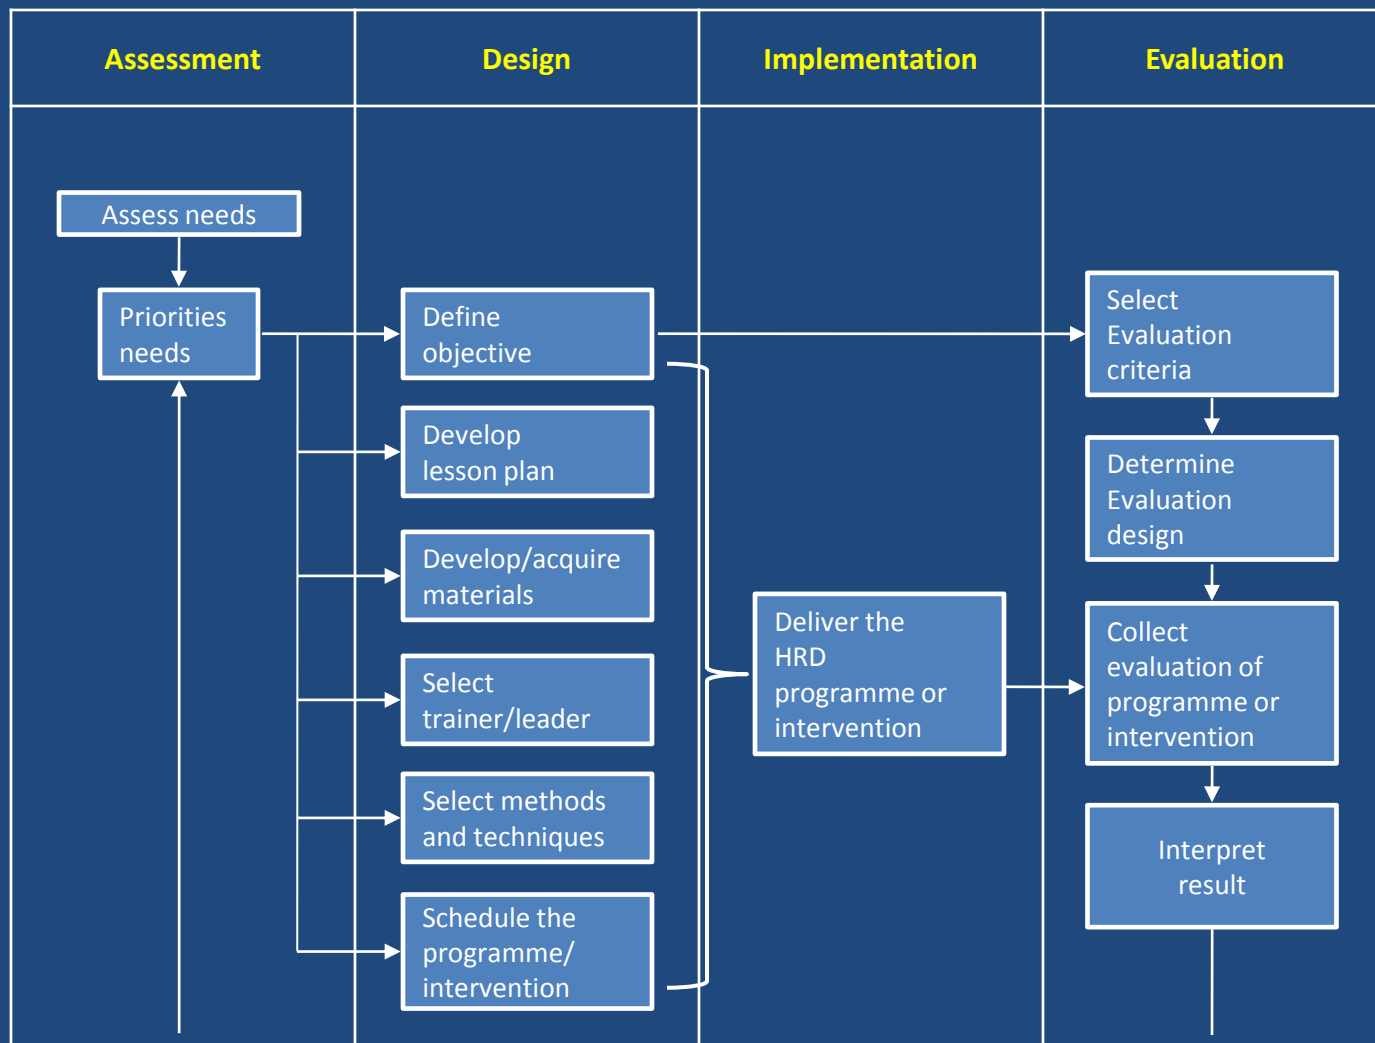 Assessment
Design
Implementation
Evaluation
Assess needs
Priorities
needs
Define
objective
Develop
lesson plan
Develop/acquire
materials
Select
trainer/leader
Select methods
and techniques
Schedule the
programme/
intervention
Deliver the
HRD
programme or
intervention
Select
Evaluation
criteria
Determine
Evaluation
design
Collect
evaluation of
programme or
intervention
Interpret
result